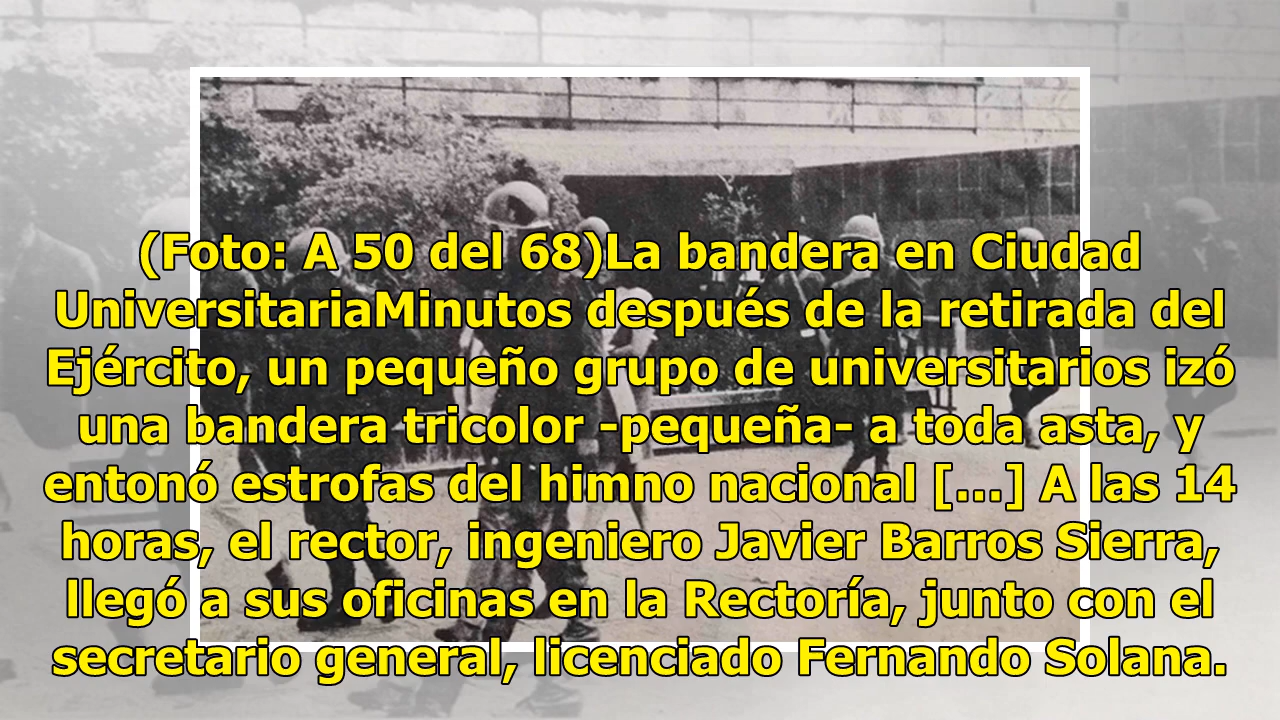 (Foto: A 50 del 68)La bandera en Ciudad
UniversitariaMinutos después de la retirada del
Ejército, un pequeño grupo de universitarios izó
una bandera tricolor -pequeña- a toda asta, y
entonó estrofas del himno nacional [...] A las 14
horas, el rector, ingeniero Javier Barros Sierra,
llegó a sus oficinas en la Rectoría, junto con el
secretario general, licenciado Fernando Solana.